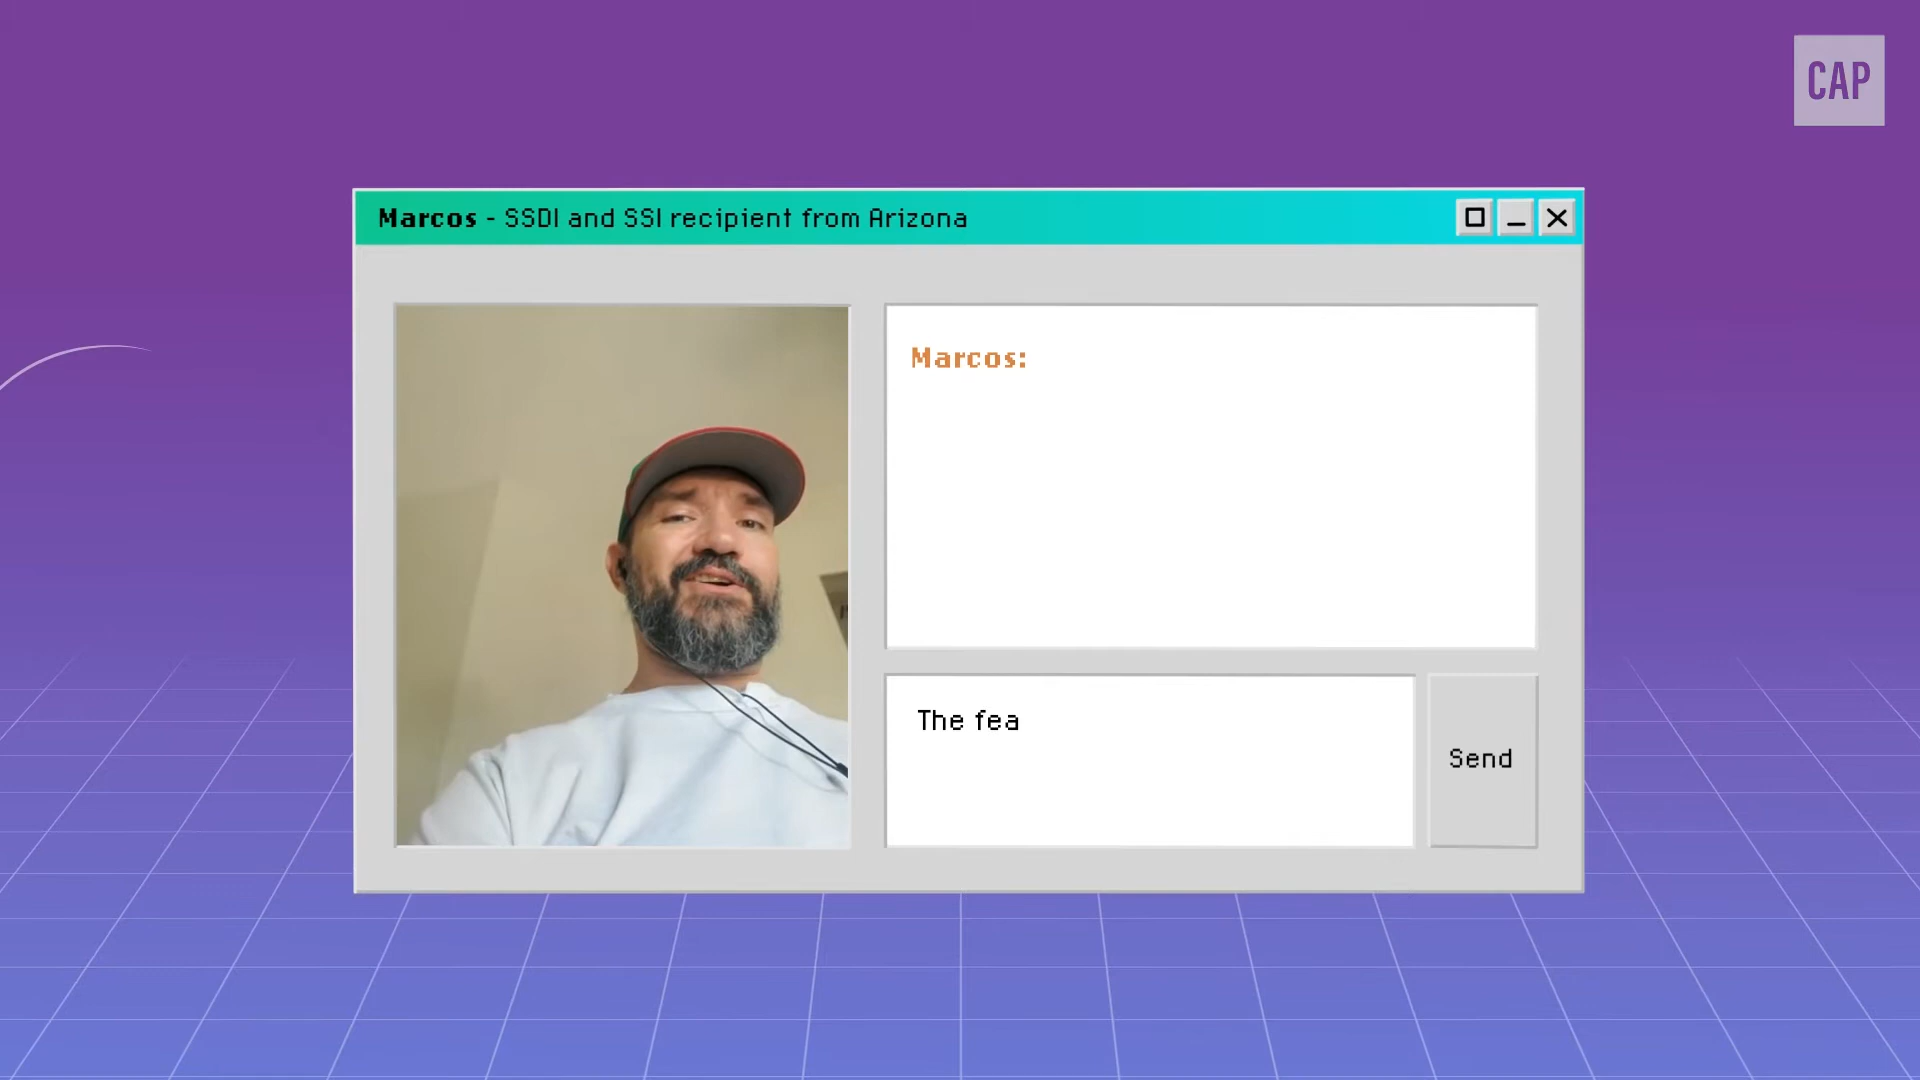 CAP
Marcos - SSDI and SSI recipient from Arizona
Marcos:
The fea
Send